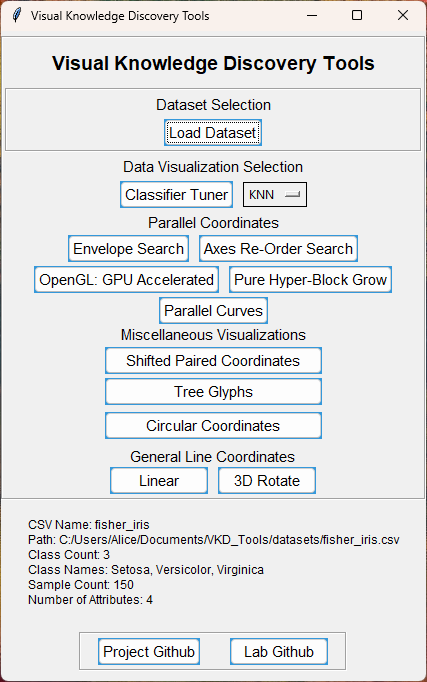 Visual Knowledge Discovery Tools
Visual Knowledge Discovery Tools
Dataset Selection
Load Dataset
Data Visualization Selection
Classifier Tuner KNN
Parallel Coordinates
Envelope Search Axes Re-Order Search
OpenGL: GPU Accelerated Pure Hyper-Block Grow
Parallel Curves
Miscellaneous Visualizations
Shifted Paired Coordinates
Tree Glyphs
Circular Coordinates
General Line Coordinates
Linear 3D Rotate
CSV Name: fisher_iris
Path: C:/Users/Alice/Documents/VKD_Tools/datasets/fisher_iris.csv
Class Count: 3
Class Names: Setosa, Versicolor, Virginica
Sample Count: 150
Number of Attributes: 4
Project Github Lab Github